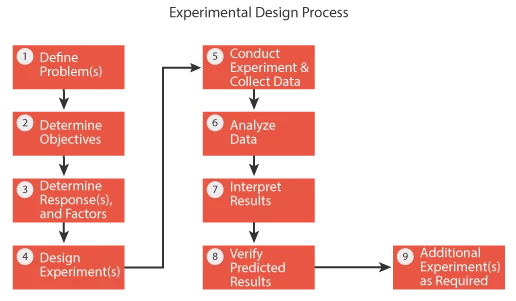 Experimental Design Process
1 Define
Problem(s)
2 Determine
Objectives
3 Determine
Response(s),
and Factors
4 Design
Experiment(s)
5 Conduct
Experiment &
Collect Data
6 Analyze
Data
7 Interpret
Results
8 Verify
Predicted
Results
9 Additional
Experiment(s)
as Required